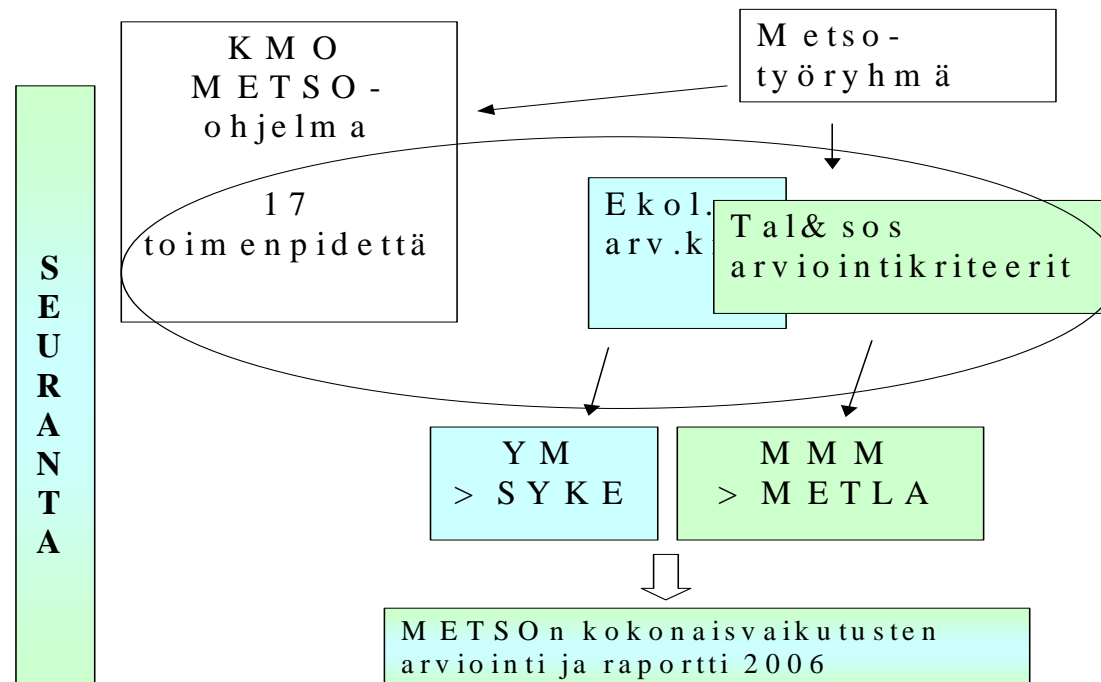 KMO
METSO-
ohjelma
17
toimenpidettä
Metso-
työryhmä
Ekol.
arv.k
Tal&sos
arviointikriteerit
SEURANTA
YM
> SYKE
MMM
> METLA
METSOn kokonaisvaikutusten
arviointi ja raportti 2006